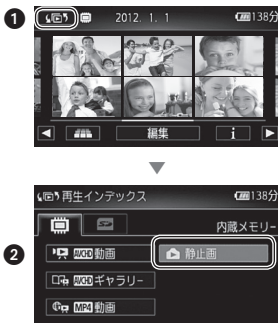 1
2012. 1. 1
138分
編集
i
再生インデックス
138分
内蔵メモリー
2
AVCHD 動画
静止画
AVCHD ギャラリー
MP4 動画